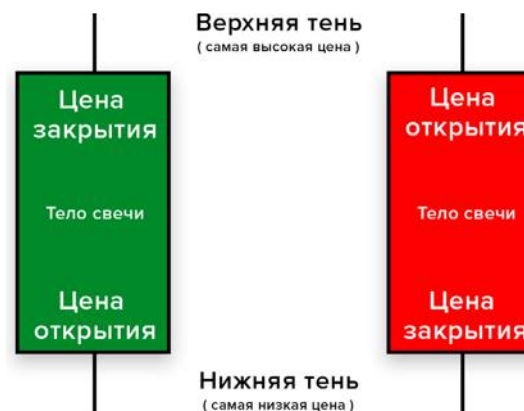 Верхняя тень
( самая высокая цена )
Цена
закрытия
Тело свечи
Цена
открытия
Цена
открытия
Тело свечи
Цена
закрытия
Нижняя тень
( самая низкая цена )